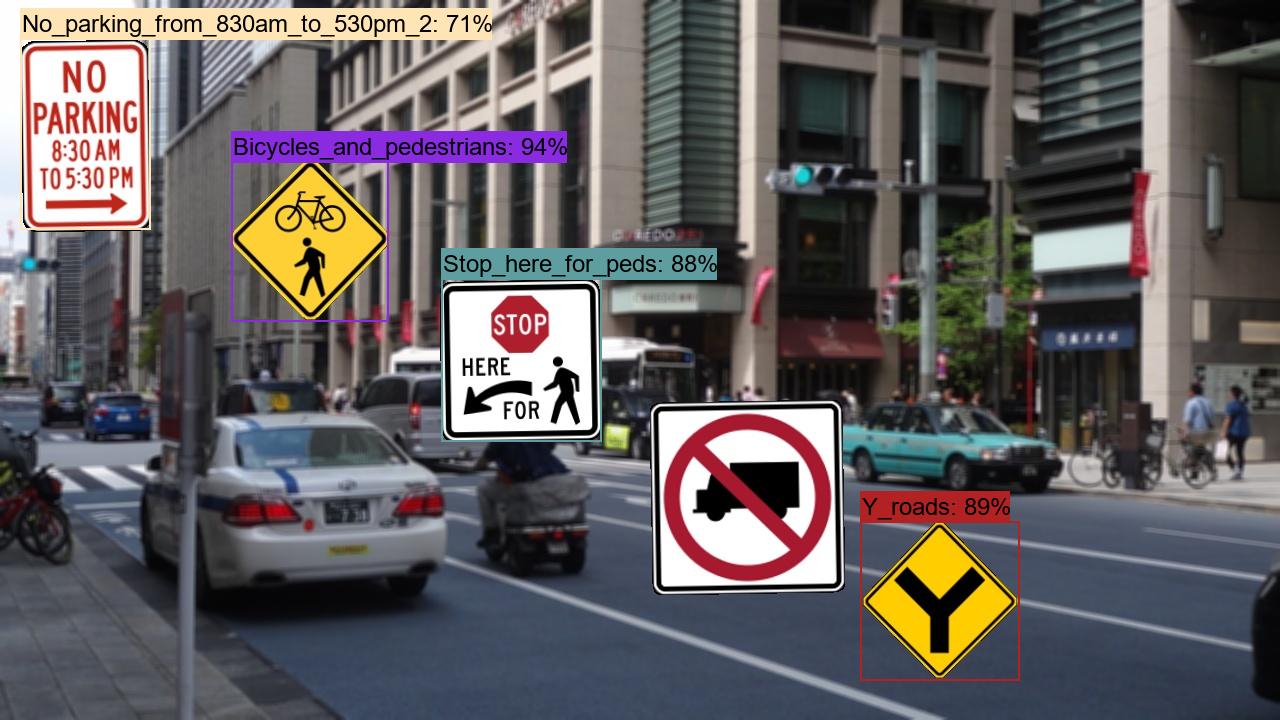 No_parking_from_830am_to_530pm_2: 71%
NO
PARKING
8:30 AM
TO 5:30 PM
Bicycles_and_pedestrians: 94%
Stop_here_for_peds: 88%
STOP
HERE
FOR
Y_roads: 89%